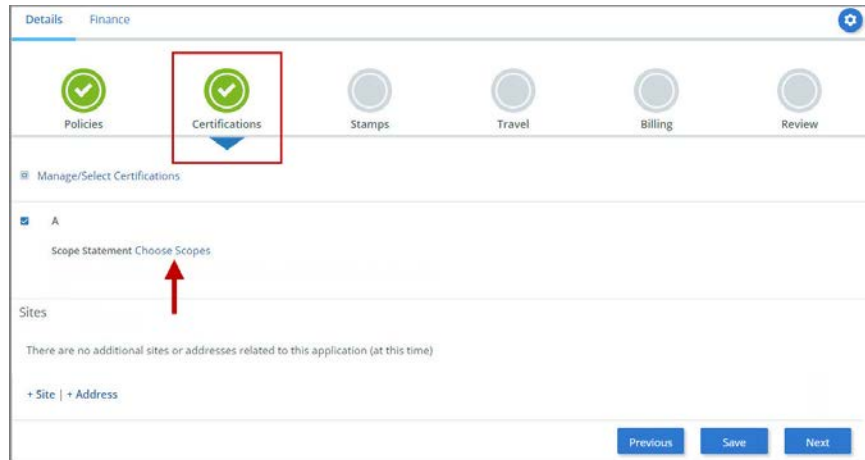 Details Finance
Policies Certifications Stamps Travel Billing Review
Manage/Select Certifications
A
Scope Statement Choose Scopes
Sites
There are no additional sites or addresses related to this application (at this time)
+ Site | + Address
Previous Save Next